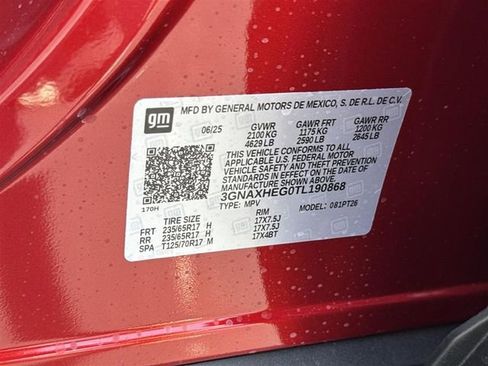 gm MFD BY GENERAL MOTORS DE MEXICO, S. DE R.L. DE C.V.
06/25 GVWR GAWR FRT GAWR RR
2100 KG 1175 KG 1200 KG
4629 LB 2590 LB 2645 LB
THIS VEHICLE CONFORMS TO ALL
APPLICABLE U.S. FEDERAL MOTOR
VEHICLE SAFETY AND THEFT
PREVENTION STANDARDS IN
EFFECT ON THE DATE OF
MANUFACTURE SHOWN ABOVE.
3GNAXHEG0TL190868
170H TYPE: MPV MODEL: 081PT26
TIRE SIZE RIM
FRT 235/65R17 H 17X7.5J
RR 235/65R17 H 17X7.5J
SPA T125/70R17 M 17X4BT